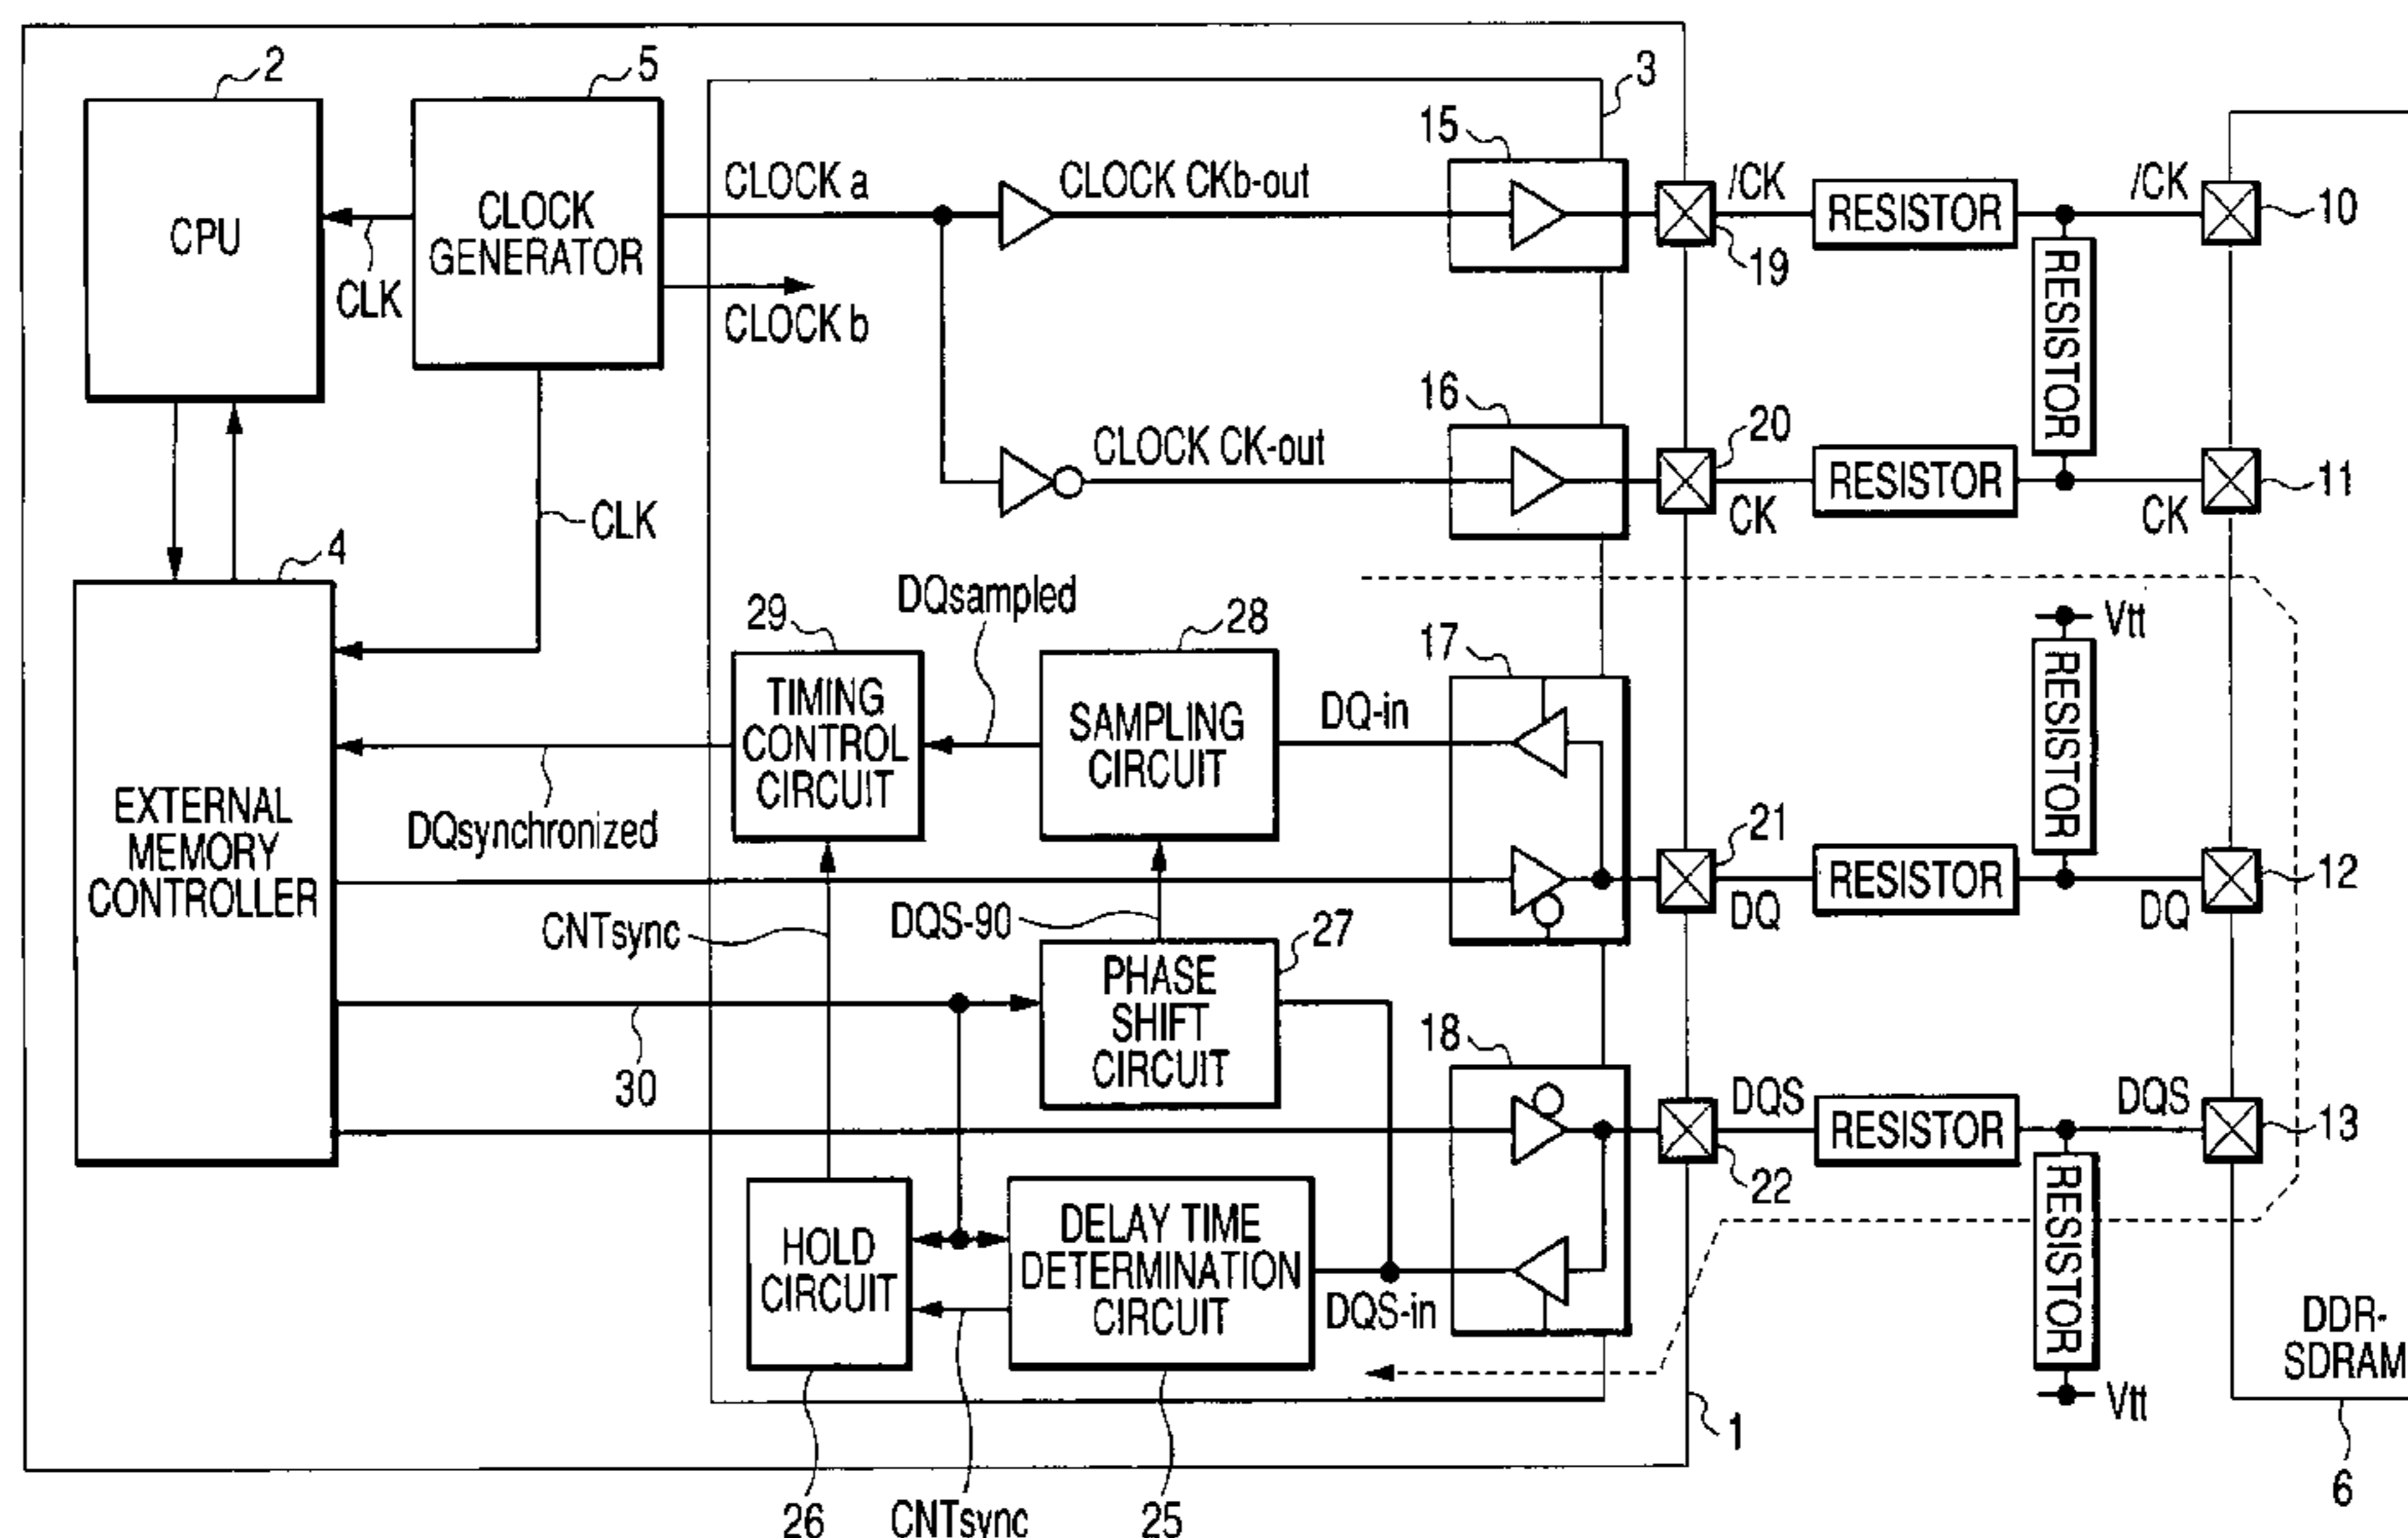 2
5
3
CPU
CLOCK
GENERATOR
CLK
CLOCK a
CLOCK b
CLOCK CKb-out
15
/CK
19
RESISTOR
/CK
10
RESISTOR
CLK
CLOCK CK-out
16
20
CK
RESISTOR
CK
11
4
EXTERNAL
MEMORY
CONTROLLER
DQsampled
29
TIMING
CONTROL
CIRCUIT
28
SAMPLING
CIRCUIT
DQ-in
17
Vtt
RESISTOR
DQsynchronized
21
DQ
RESISTOR
DQ
12
CNTsync
DQS-90
27
PHASE
SHIFT
CIRCUIT
30
18
DQS
22
RESISTOR
DQS
13
RESISTOR
Vtt
HOLD
CIRCUIT
DELAY TIME
DETERMINATION
CIRCUIT
DQS-in
26
CNTsync
25
1
DDR-
SDRAM
6